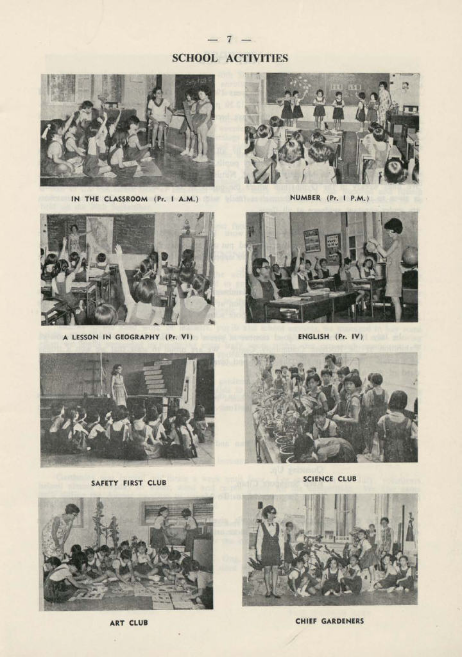 — 7 —
SCHOOL ACTIVITIES
IN THE CLASSROOM (Pr. I A.M.)
NUMBER (Pr. I P.M.)
A LESSON IN GEOGRAPHY (Pr. VI)
ENGLISH (Pr. IV)
SAFETY FIRST CLUB
SCIENCE CLUB
ART CLUB
CHIEF GARDENERS